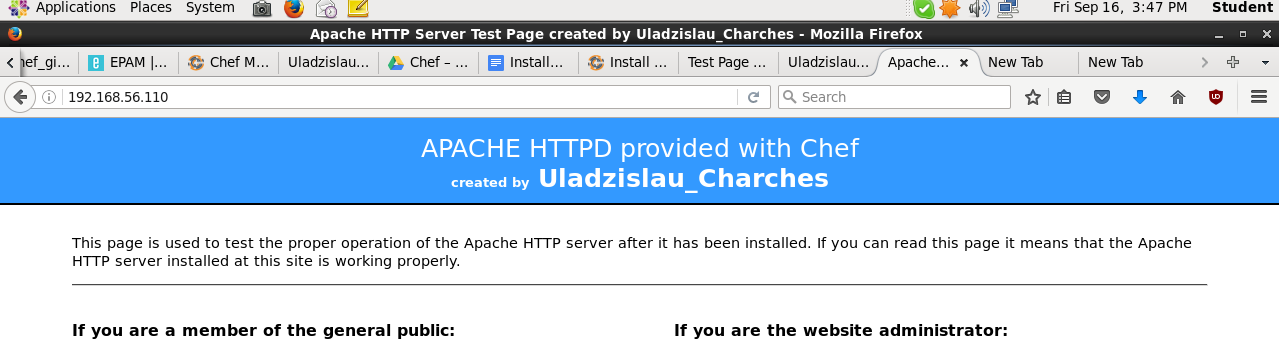 Applications Places System Fri Sep 16, 3:47 PM Student
Apache HTTP Server Test Page created by Uladzislau_Charches - Mozilla Firefox
hef_gi... EPAM |... Chef M... Uladzislau... Chef – ... Install... Install ... Test Page ... Uladzislau... Apache... New Tab New Tab
192.168.56.110 Search
APACHE HTTPD provided with Chef
created by Uladzislau_Charches
This page is used to test the proper operation of the Apache HTTP server after it has been installed. If you can read this page it means that the Apache
HTTP server installed at this site is working properly.
If you are a member of the general public: If you are the website administrator: